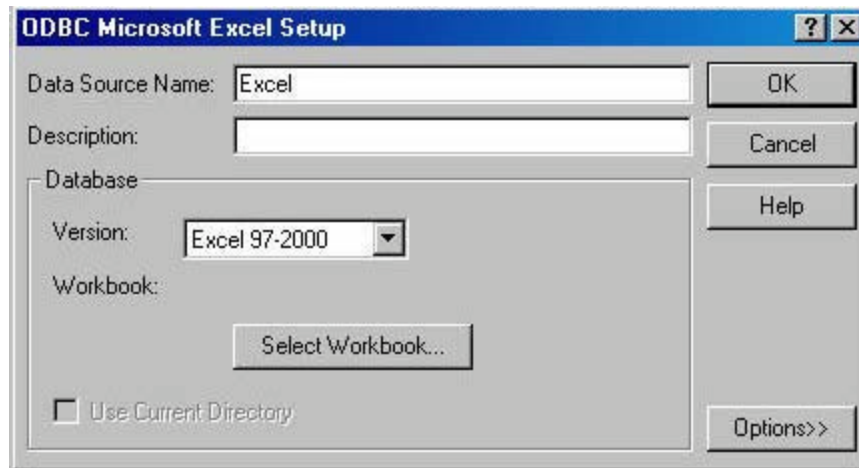 ODBC Microsoft Excel Setup
Data Source Name: Excel
OK
Description:
Cancel
Database
Help
Version: Excel 97-2000
Workbook:
Select Workbook...
Use Current Directory
Options>>